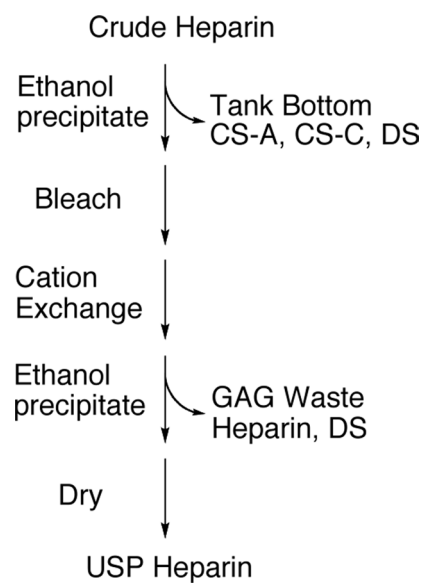 Crude Heparin
Ethanol
precipitate
Tank Bottom
CS-A, CS-C, DS
Bleach
Cation
Exchange
Ethanol
precipitate
GAG Waste
Heparin, DS
Dry
USP Heparin